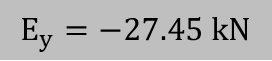 E_y = −27.45 kN